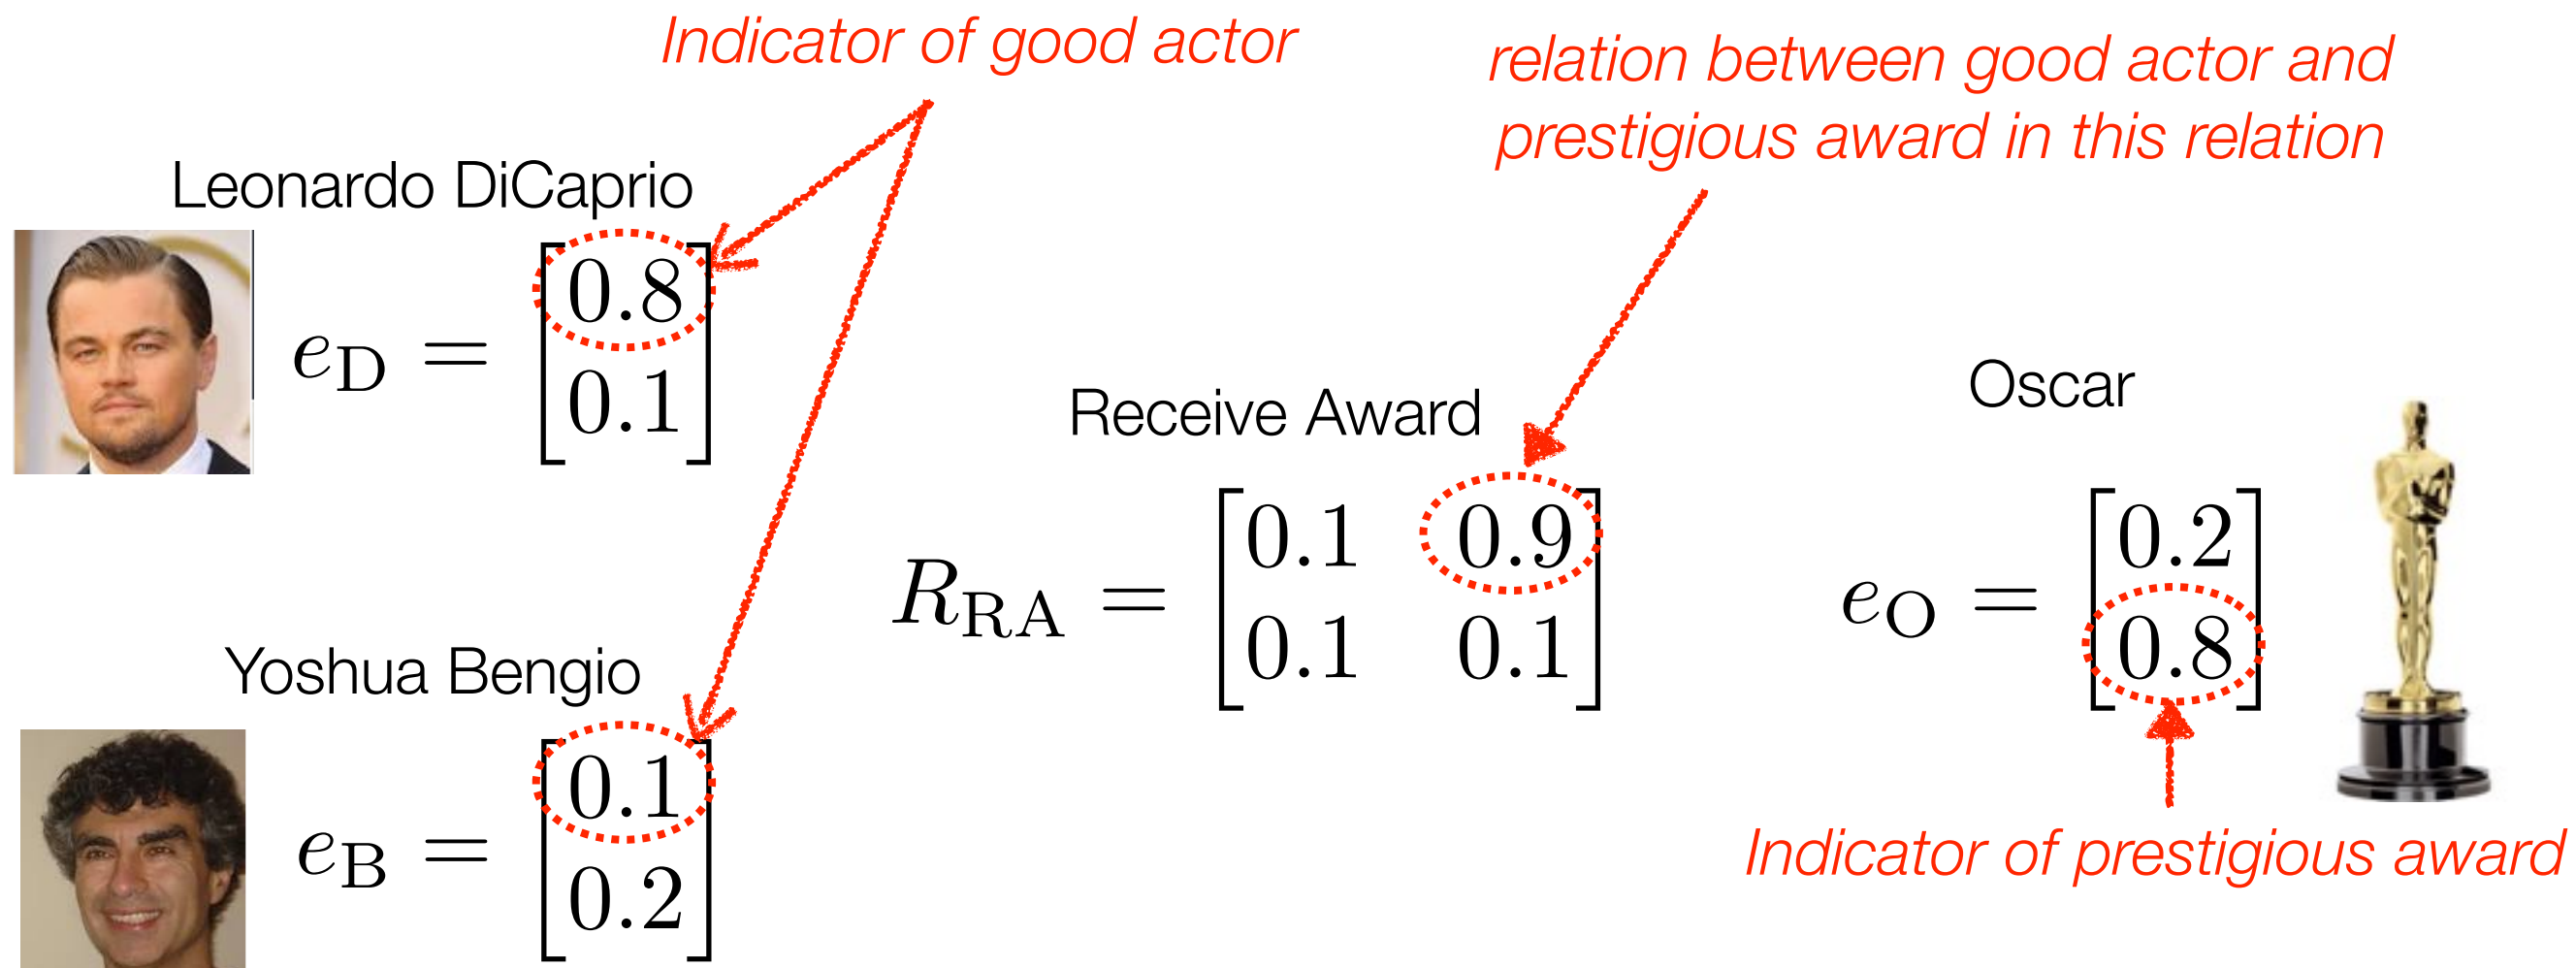 Indicator of good actor
relation between good actor and
prestigious award in this relation
Leonardo DiCaprio
e_D = [0.8
0.1]
Receive Award
R_RA = [0.1 0.9
0.1 0.1]
Oscar
e_O = [0.2
0.8]
Yoshua Bengio
e_B = [0.1
0.2]
Indicator of prestigious award